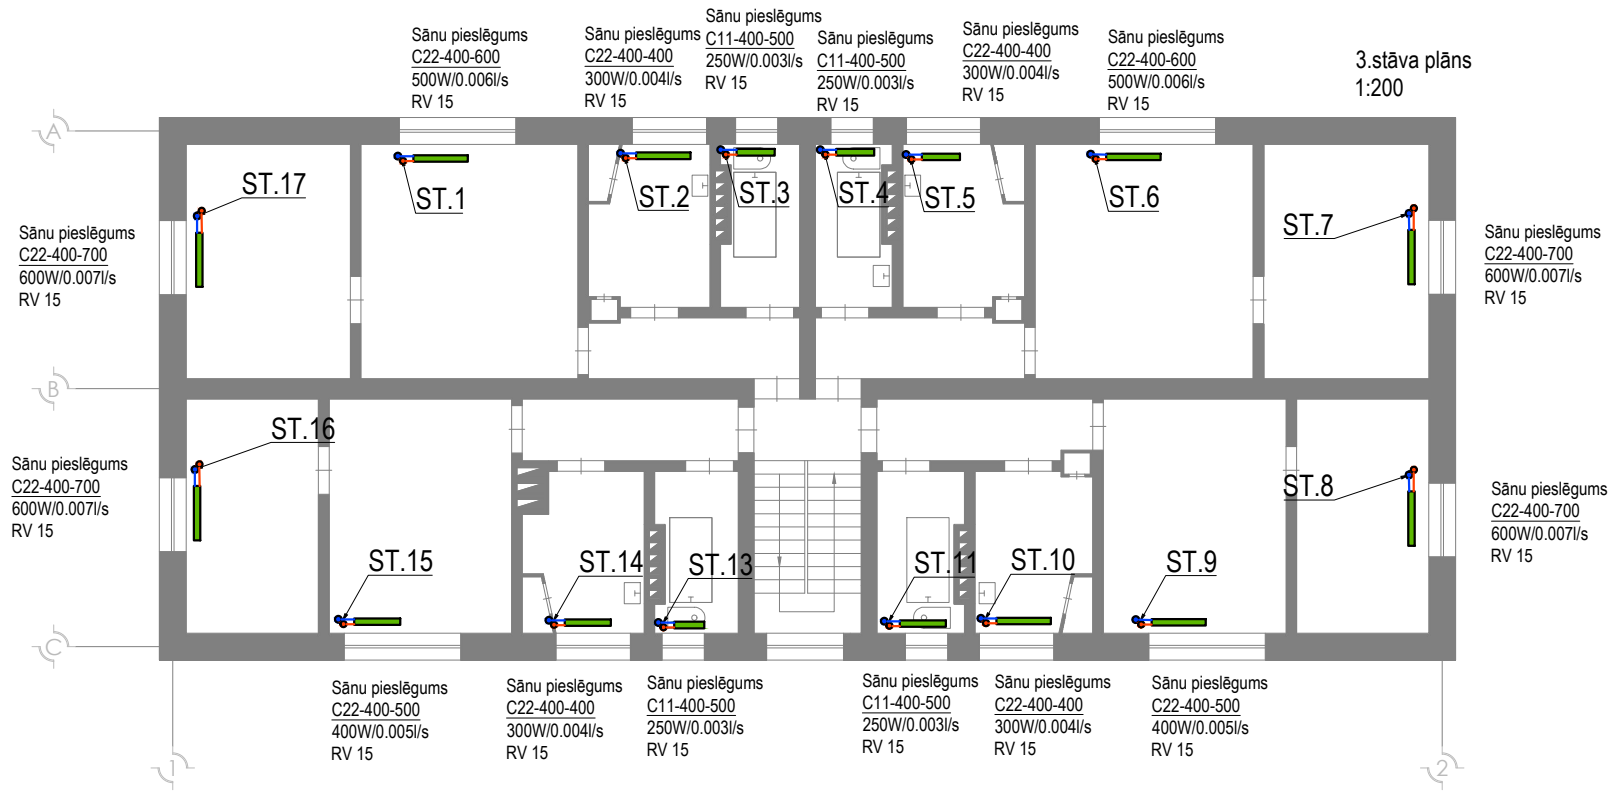 Sānu pieslēgums
C22-400-600
500W/0.006l/s
RV 15
Sānu pieslēgums
C22-400-400
300W/0.004l/s
RV 15
Sānu pieslēgums
C11-400-500
250W/0.003l/s
RV 15
Sānu pieslēgums
C11-400-500
250W/0.003l/s
RV 15
Sānu pieslēgums
C22-400-400
300W/0.004l/s
RV 15
Sānu pieslēgums
C22-400-600
500W/0.006l/s
RV 15
3.stāva plāns
1:200
A
ST.17
ST.1
ST.2
ST.3
ST.4
ST.5
ST.6
ST.7
Sānu pieslēgums
C22-400-700
600W/0.007l/s
RV 15
Sānu pieslēgums
C22-400-700
600W/0.007l/s
RV 15
B
ST.16
ST.8
Sānu pieslēgums
C22-400-700
600W/0.007l/s
RV 15
Sānu pieslēgums
C22-400-700
600W/0.007l/s
RV 15
ST.15
ST.14
ST.13
ST.11
ST.10
ST.9
C
Sānu pieslēgums
C22-400-500
400W/0.005l/s
RV 15
Sānu pieslēgums
C22-400-400
300W/0.004l/s
RV 15
Sānu pieslēgums
C11-400-500
250W/0.003l/s
RV 15
Sānu pieslēgums
C11-400-500
250W/0.003l/s
RV 15
Sānu pieslēgums
C22-400-400
300W/0.004l/s
RV 15
Sānu pieslēgums
C22-400-500
400W/0.005l/s
RV 15
1
2